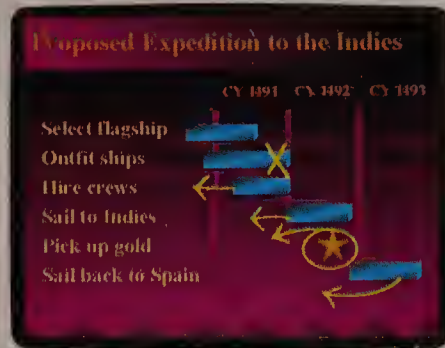 Proposed Expedition to the Indies
CY 1491 CY 1492 CY 1493
Select flagship
Outfit ships
Hire crews
Sail to Indies
Pick up gold
Sail back to Spain